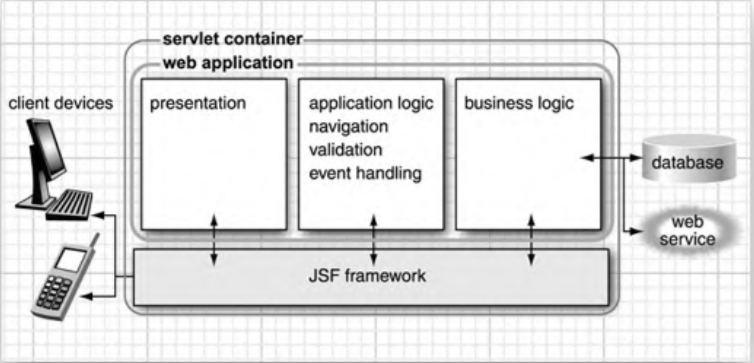 servlet container
web application
client devices
presentation
application logic
navigation
validation
event handling
business logic
database
web
service
JSF framework